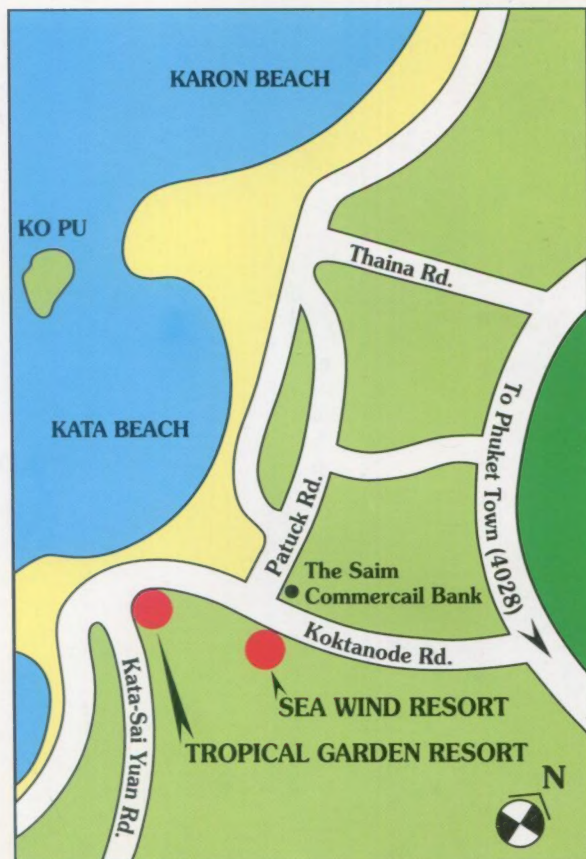 KARON BEACH
KO PU
Thaina Rd.
KATA BEACH
To Phuket Town (4028)
Patuck Rd.
The Saim
Commercail Bank
Koktanode Rd.
Kata-Sai Yuan Rd.
SEA WIND RESORT
TROPICAL GARDEN RESORT
N